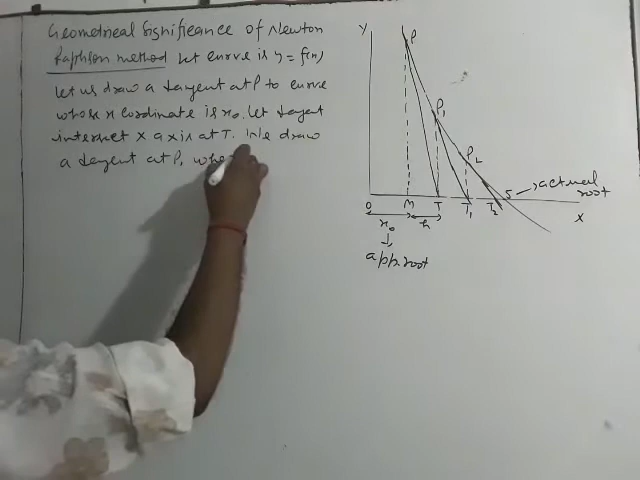 Geometrical Significance of Newton
Raphson method Let curve is y = f(x)
Let us draw a tangent at P to curve
whose x coordinate is x₀. Let tangent
intersect X axis at T. We draw
a tangent at P₁ whe
Y
P
P₁
P₂
O M T T₁ T₂ S → actual
root
X
x₀ h
↓
app. root